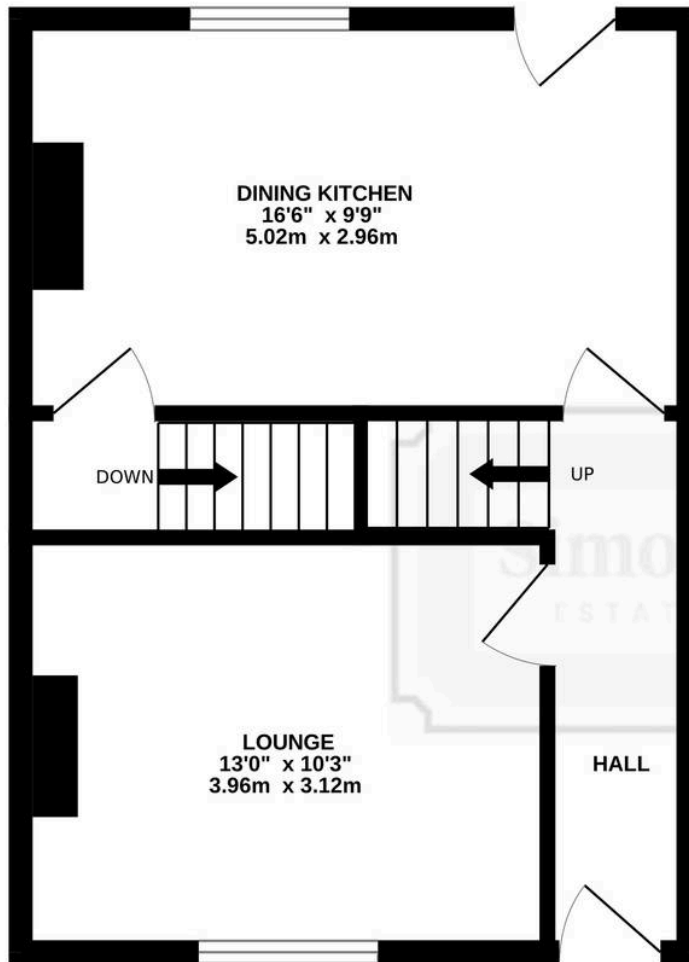 DINING KITCHEN
16'6" x 9'9"
5.02m x 2.96m
DOWN
UP
LOUNGE
13'0" x 10'3"
3.96m x 3.12m
HALL